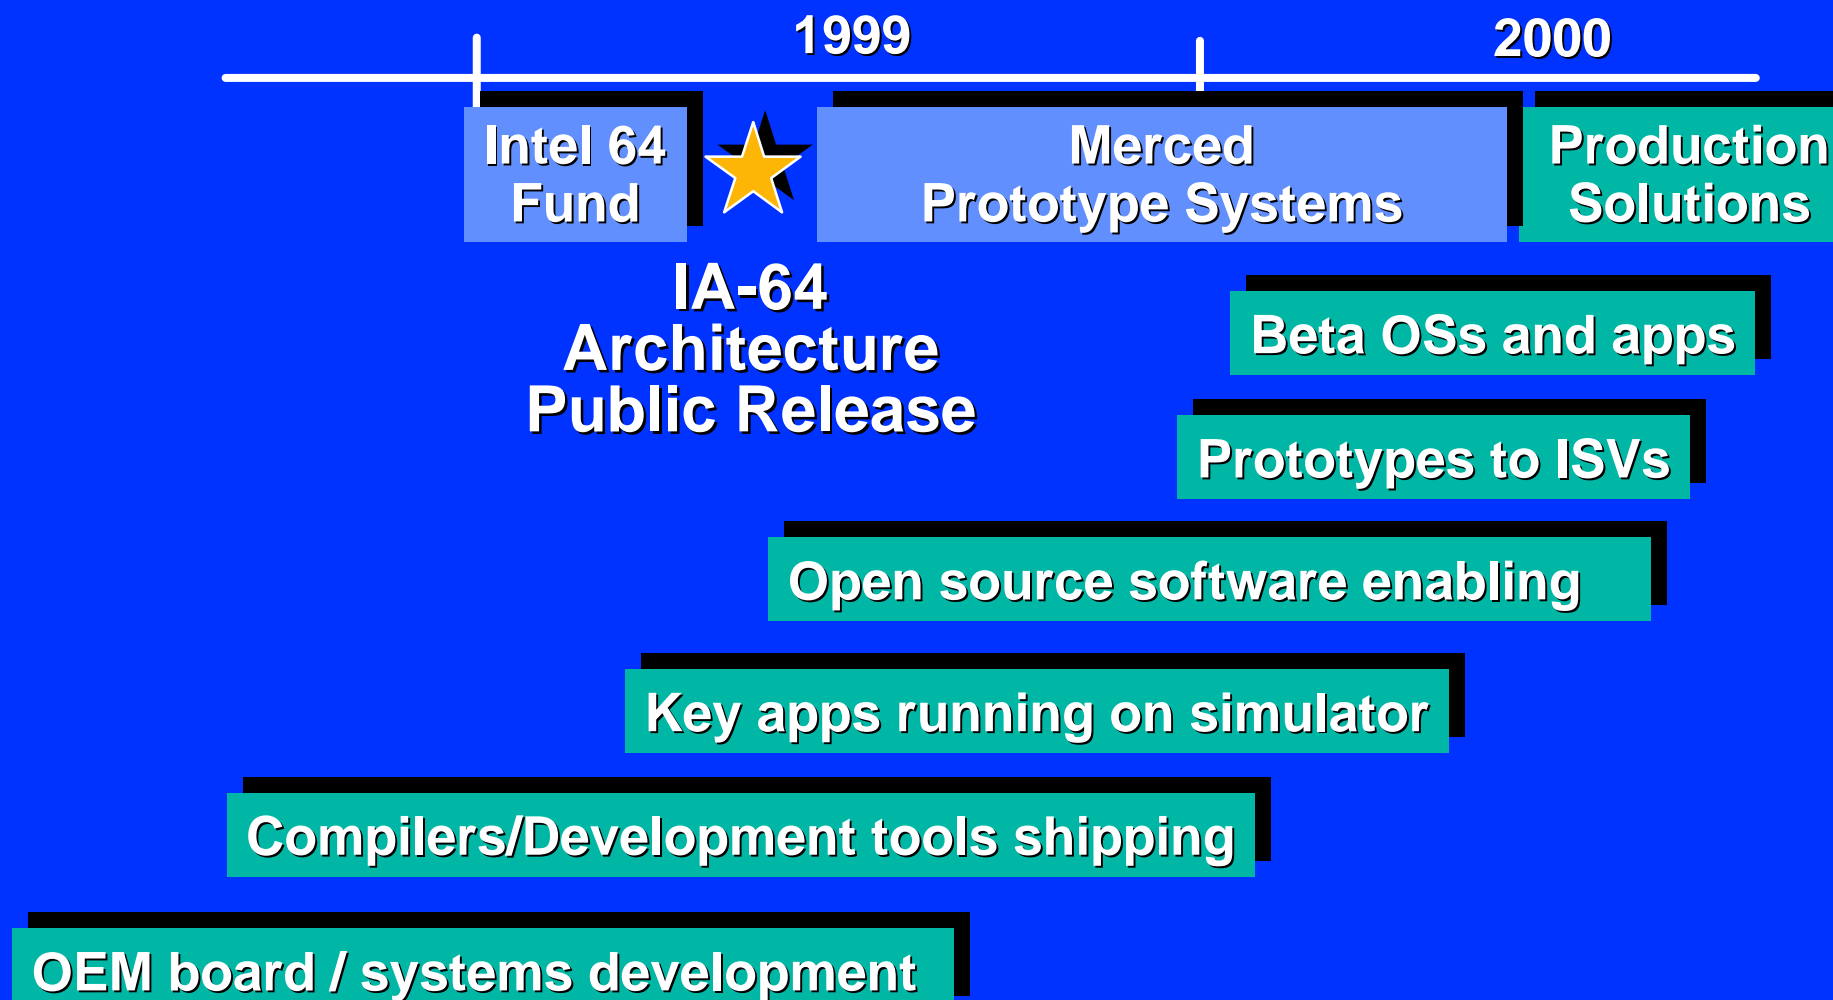 1999
2000
Intel 64
Fund
Merced
Prototype Systems
Production
Solutions
IA-64
Architecture
Public Release
Beta OSs and apps
Prototypes to ISVs
Open source software enabling
Key apps running on simulator
Compilers/Development tools shipping
OEM board / systems development